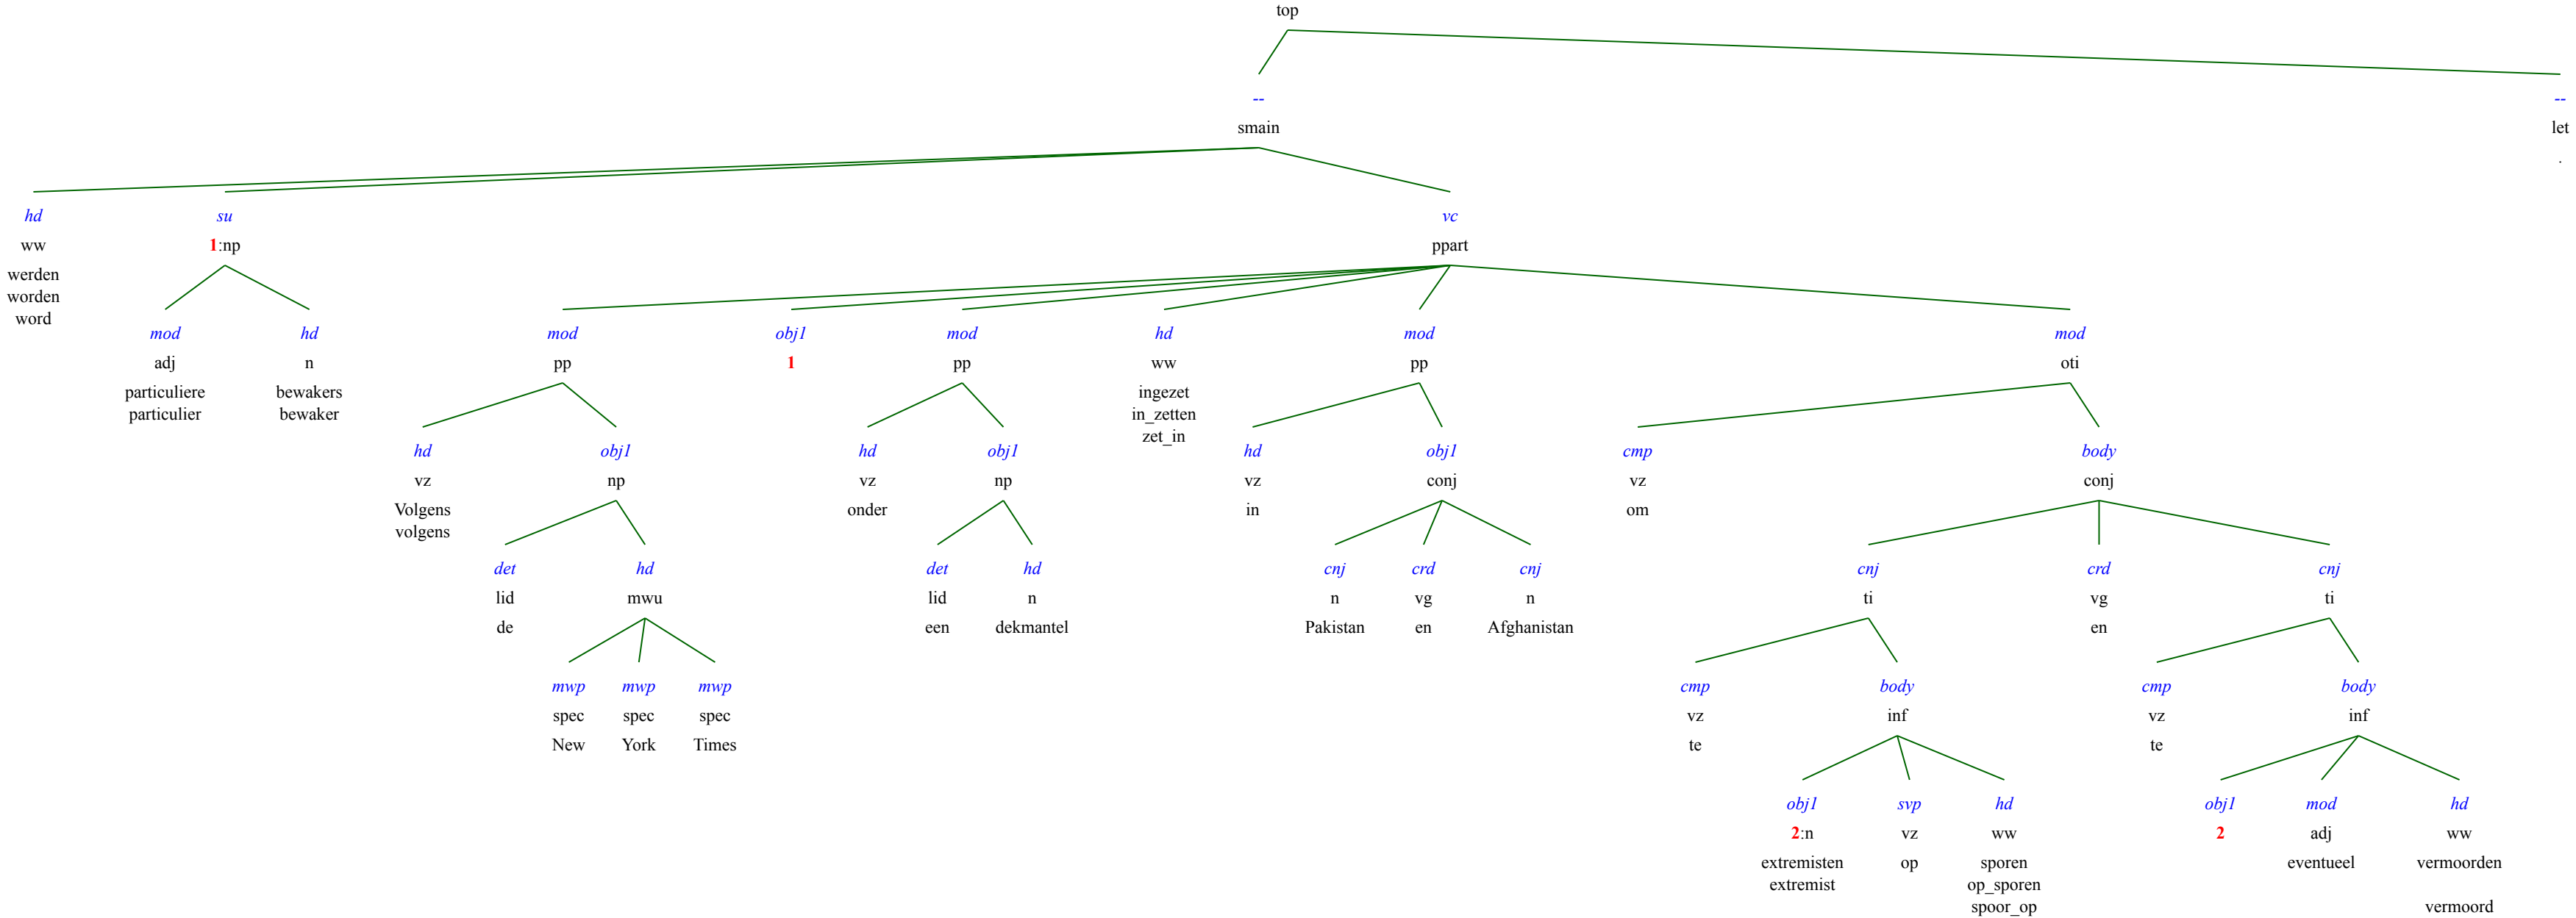 top
-- --
smain let
.
hd su vc
ww 1:np ppart
werden
worden
word
mod hd mod obj1 mod hd mod mod
adj n pp 1 pp ww pp oti
particuliere bewakers ingezet
particulier bewaker in_zetten
zet_in
hd obj1 hd obj1 hd obj1 cmp body
vz np vz np vz conj vz conj
Volgens onder in om
volgens
det hd det hd cnj crd cnj cnj crd cnj
lid mwu lid n n vg n ti vg ti
de een dekmantel Pakistan en Afghanistan en
mwp mwp mwp cmp body cmp body
spec spec spec vz inf vz inf
New York Times te te
obj1 svp hd obj1 mod hd
2:n vz ww 2 adj ww
extremisten op sporen eventueel vermoorden
extremist op_sporen
spoor_op vermoord